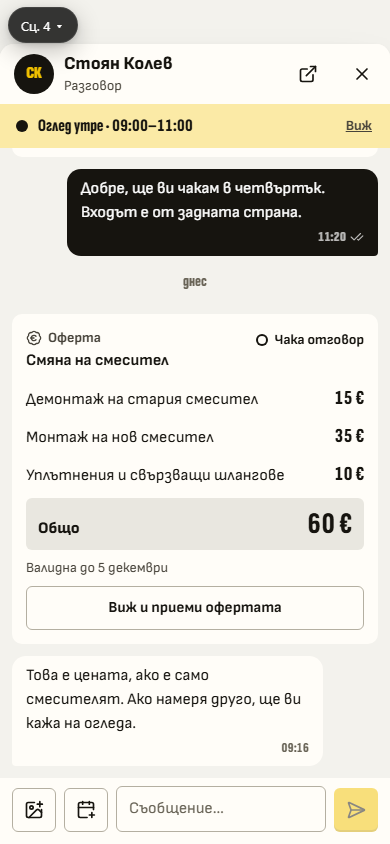 Сц. 4
СК
Стоян Колев
Разговор
Оглед утре · 09:00–11:00
Виж
Добре, ще ви чакам в четвъртък.
Входът е от задната страна.
11:20
днес
Оферта
Чака отговор
Смяна на смесител
Демонтаж на стария смесител
15 €
Монтаж на нов смесител
35 €
Уплътнения и свързващи шлангове
10 €
Общо
60 €
Валидна до 5 декември
Виж и приеми офертата
Това е цената, ако е само
смесителят. Ако намеря друго, ще ви
кажа на огледа.
09:16
Съобщение...